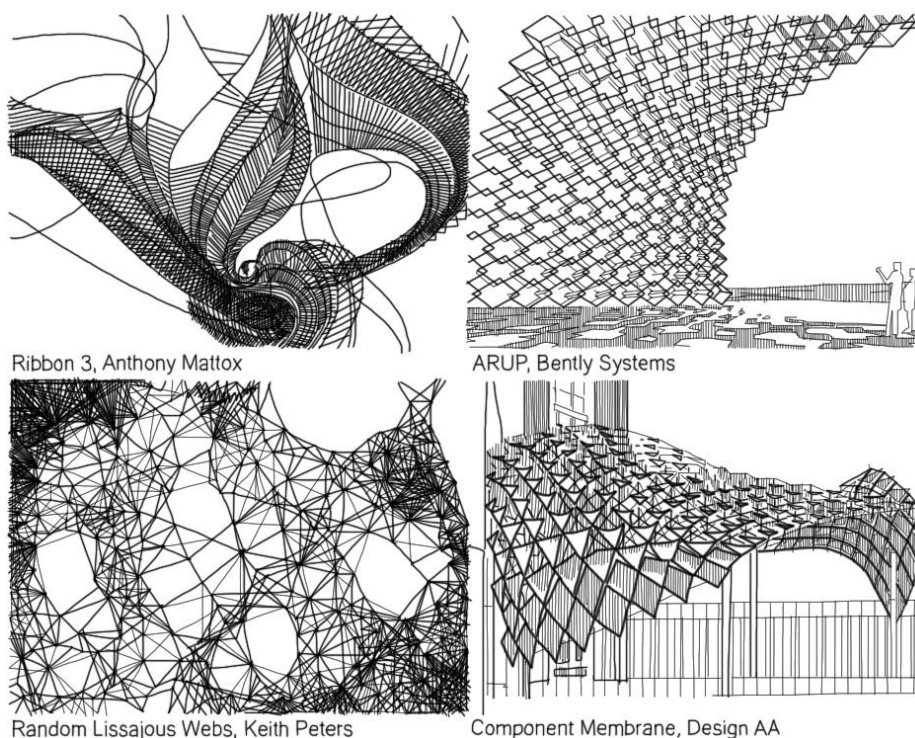 Ribbon 3, Anthony Mattox
ARUP, Bently Systems
Random Lissajous Webs, Keith Peters
Component Membrane, Design AA